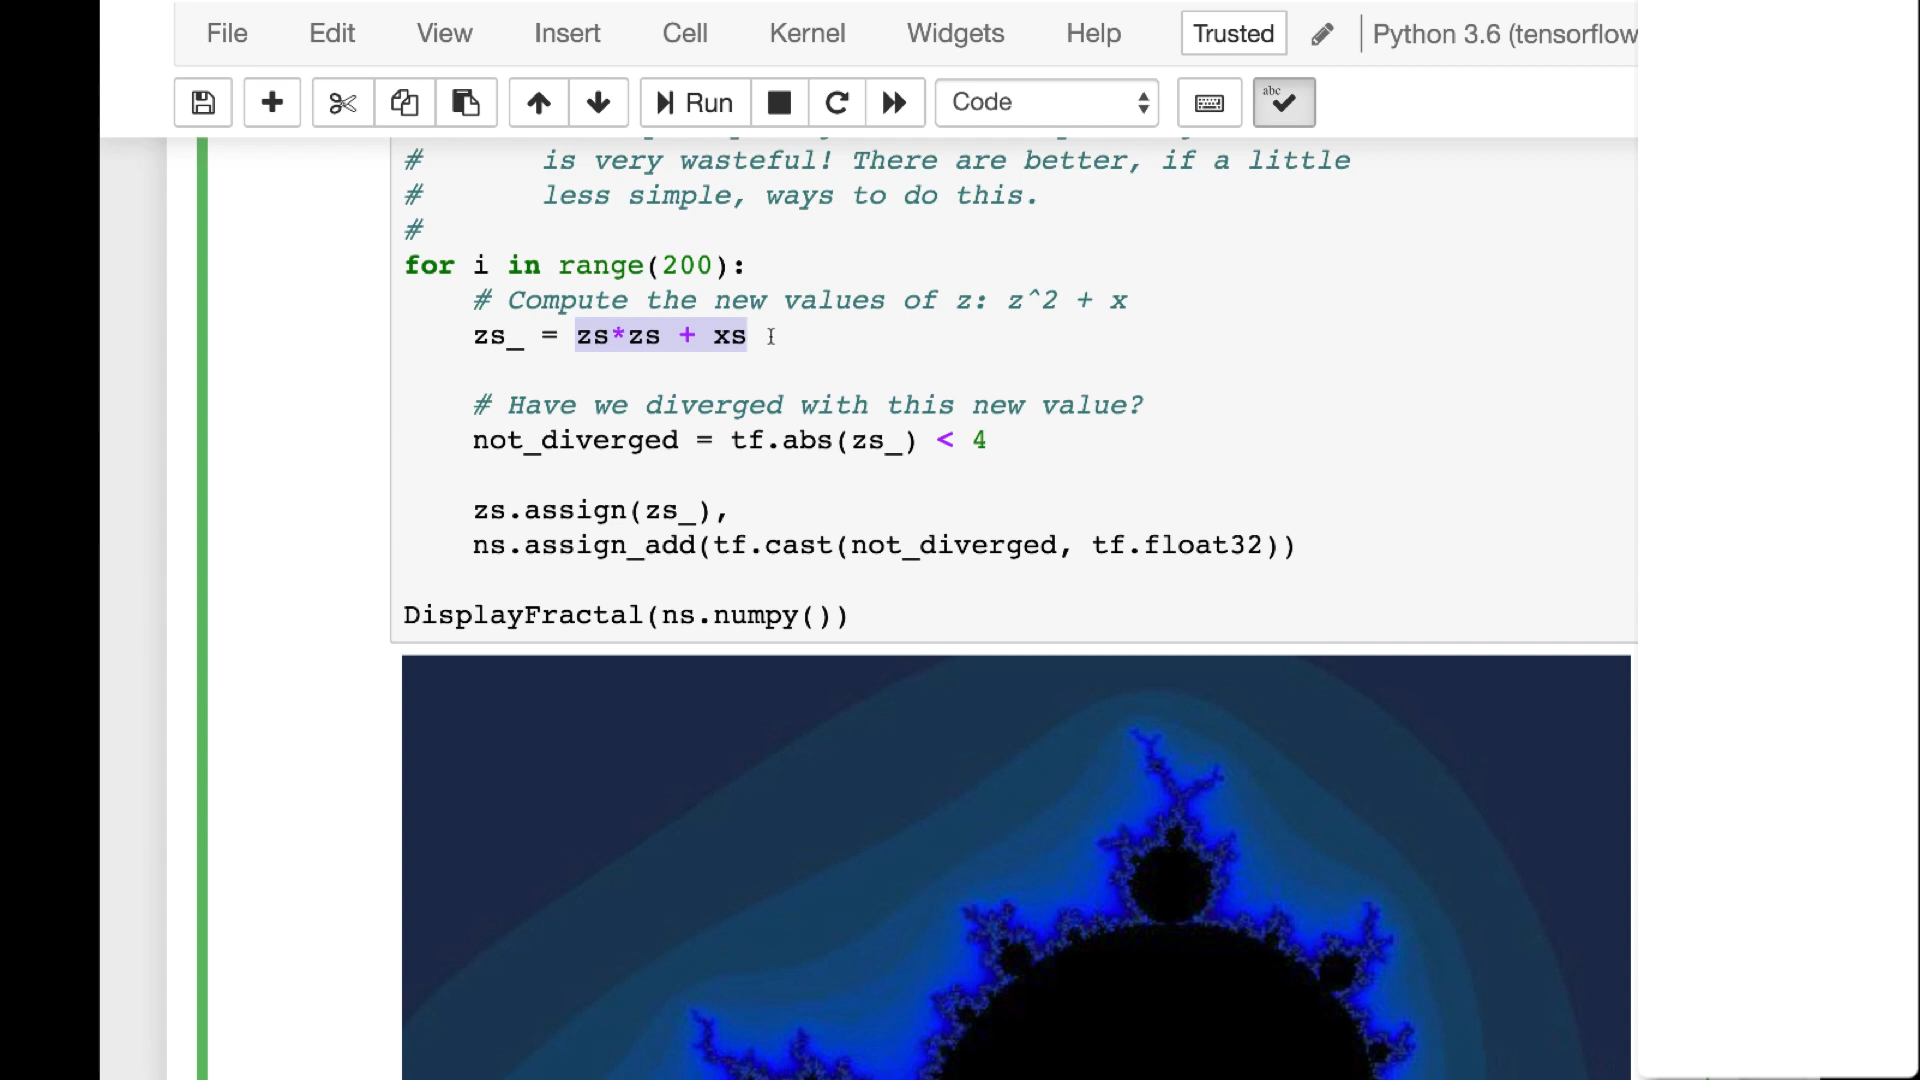 File Edit View Insert Cell Kernel Widgets Help Trusted Python 3.6 (tensorflow
Run Code abc
# is very wasteful! There are better, if a little
# less simple, ways to do this.
#
for i in range(200):
# Compute the new values of z: z^2 + x
zs_ = zs*zs + xs
# Have we diverged with this new value?
not_diverged = tf.abs(zs_) < 4
zs.assign(zs_),
ns.assign_add(tf.cast(not_diverged, tf.float32))
DisplayFractal(ns.numpy())